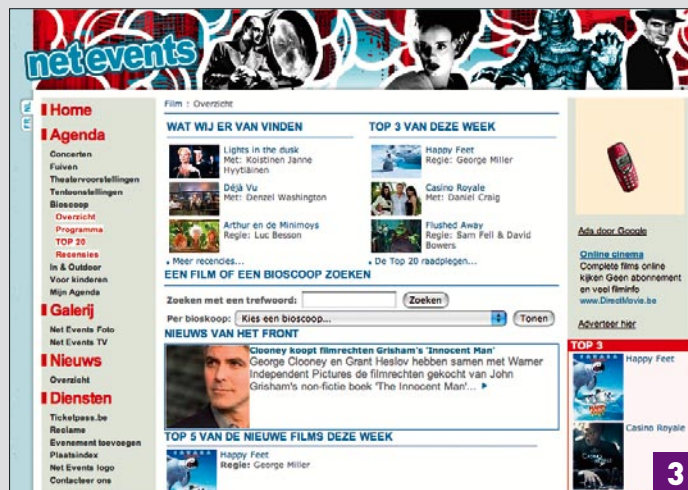 netevents
FR NL
Home
Agenda
Concerten
Fuiven
Theatervoorstellingen
Tentoonstellingen
Bioscoop
Overzicht
Programma
TOP 20
Recensies
In & Outdoor
Voor kinderen
Mijn Agenda
Galerij
Net Events Foto
Net Events TV
Nieuws
Overzicht
Diensten
Ticketpass.be
Reclame
Evenement toevoegen
Plaatsindex
Net Events logo
Contacteer ons
Film : Overzicht
WAT WIJ ER VAN VINDEN
Lights in the dusk
Met: Koistinen Janne
Hyytiäinen
Déjà Vu
Met: Denzel Washington
Arthur en de Minimoys
Regie: Luc Besson
Meer recensies...
TOP 3 VAN DEZE WEEK
Happy Feet
Regie: George Miller
Casino Royale
Met: Daniel Craig
Flushed Away
Regie: Sam Fell & David
Bowers
De Top 20 raadplegen...
EEN FILM OF EEN BIOSCOOP ZOEKEN
Zoeken met een trefwoord: Zoeken
Per bioskoop: Kies een bioscoop... Tonen
NIEUWS VAN HET FRONT
Clooney koopt filmrechten Grisham's 'Innocent Man'
George Clooney en Grant Heslov hebben samen met Warner
Independent Pictures de filmrechten gekocht van John
Grisham's non-fictie boek 'The Innocent Man'...
TOP 5 VAN DE NIEUWE FILMS DEZE WEEK
Happy Feet
Regie: George Miller
Ads door Google
Online cinema
Complete films online
kijken Geen abonnement
en veel filminfo
www.DirectMovie.be
Adverteer hier
TOP 3
Happy Feet
Casino Royale
3